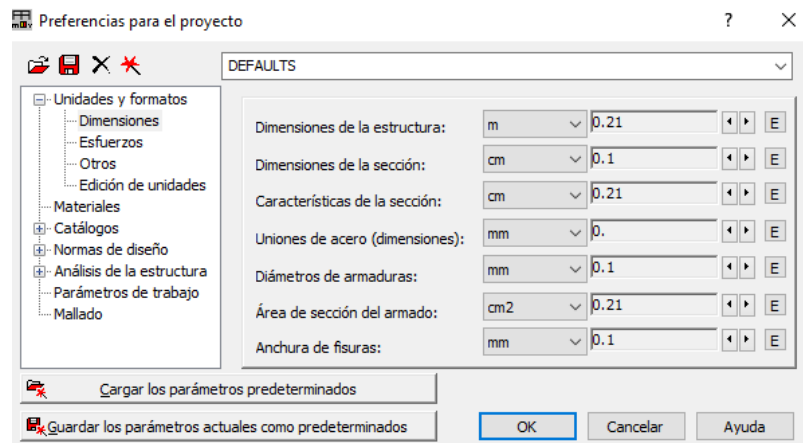 Preferencias para el proyecto ? ×
DEFAULTS
Unidades y formatos
Dimensiones
Esfuerzos
Otros
Edición de unidades
Materiales
Catálogos
Normas de diseño
Análisis de la estructura
Parámetros de trabajo
Mallado
Dimensiones de la estructura: m 0.21 E
Dimensiones de la sección: cm 0.1 E
Características de la sección: cm 0.21 E
Uniones de acero (dimensiones): mm 0. E
Diámetros de armaduras: mm 0.1 E
Área de sección del armado: cm2 0.21 E
Anchura de fisuras: mm 0.1 E
Cargar los parámetros predeterminados
Guardar los parámetros actuales como predeterminados OK Cancelar Ayuda